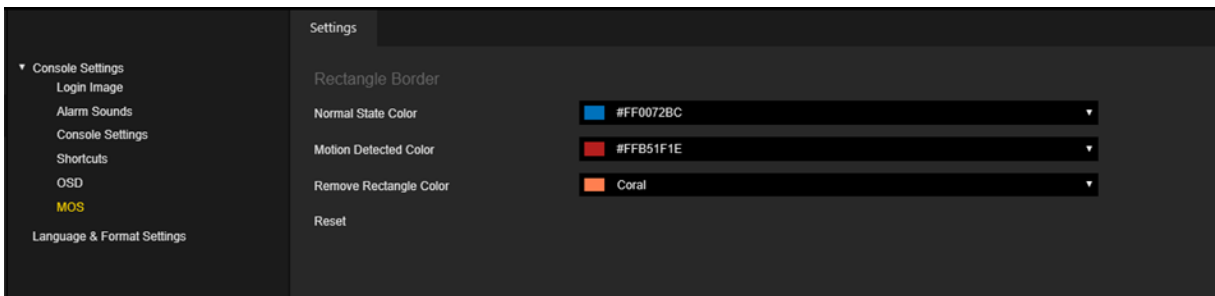 Settings
Console Settings
Login Image
Alarm Sounds
Console Settings
Shortcuts
OSD
MOS
Language & Format Settings
Rectangle Border
Normal State Color #FF0072BC
Motion Detected Color #FFB51F1E
Remove Rectangle Color Coral
Reset